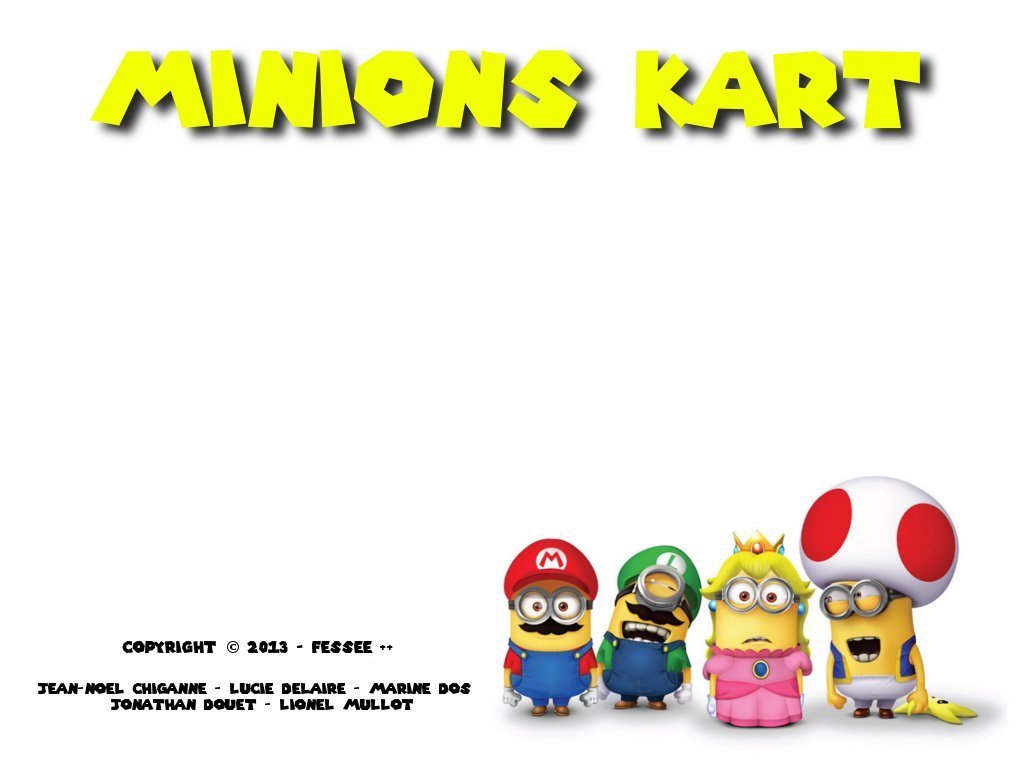 MINIONS KART
M
L
COPYRIGHT © 2013 - FESSEE ++
JEAN-NOEL CHIGANNE - LUCIE DELAIRE - MARINE DOS
JONATHAN DOUET - LIONEL MULLOT